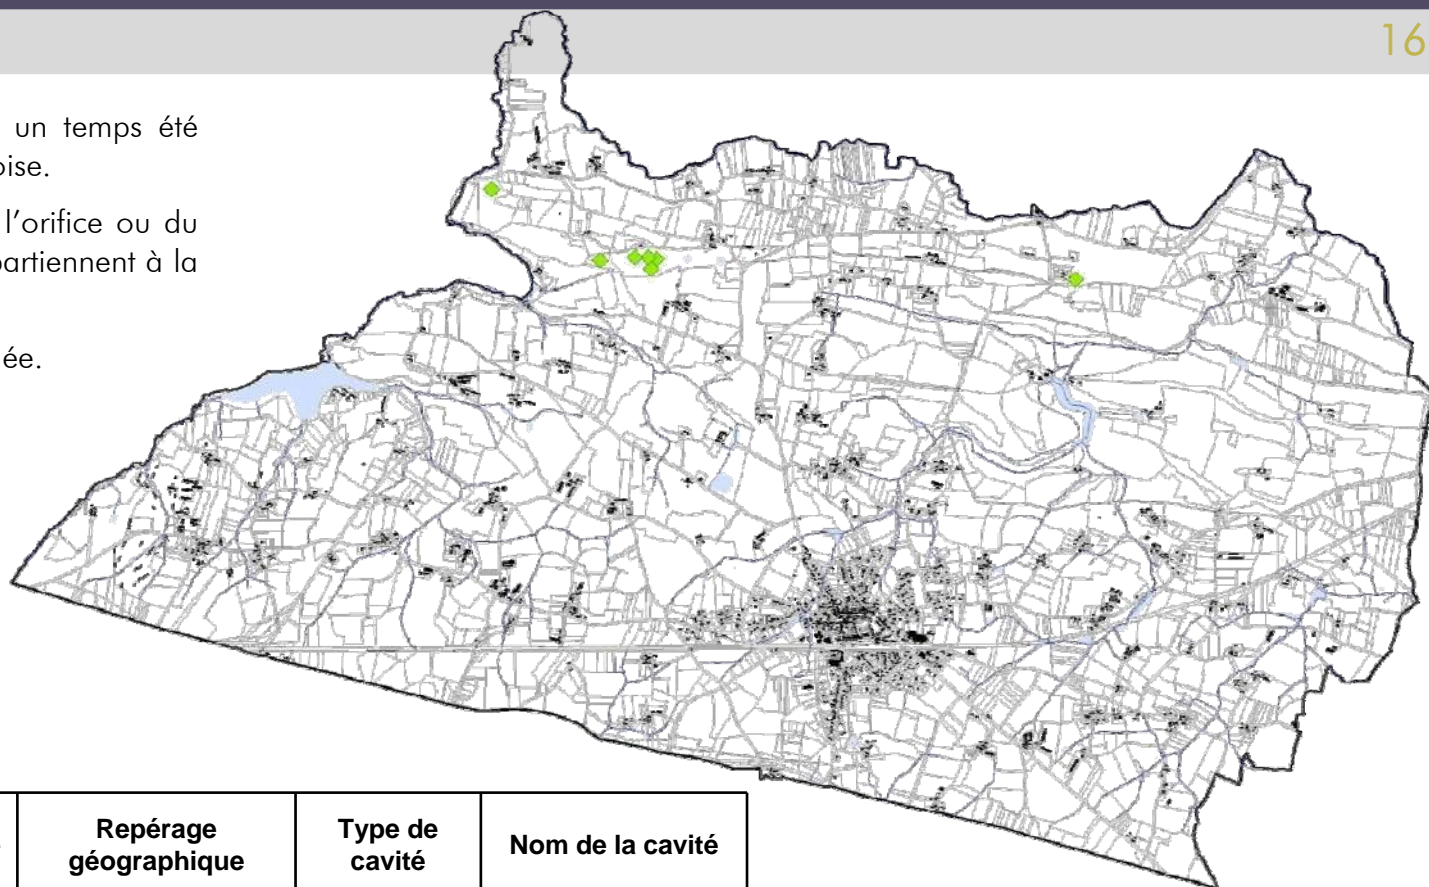 16
un temps été
oise.
l'orifice ou du
partiennent à la
ée.
Repérage
géographique
Type de
cavité
Nom de la cavité